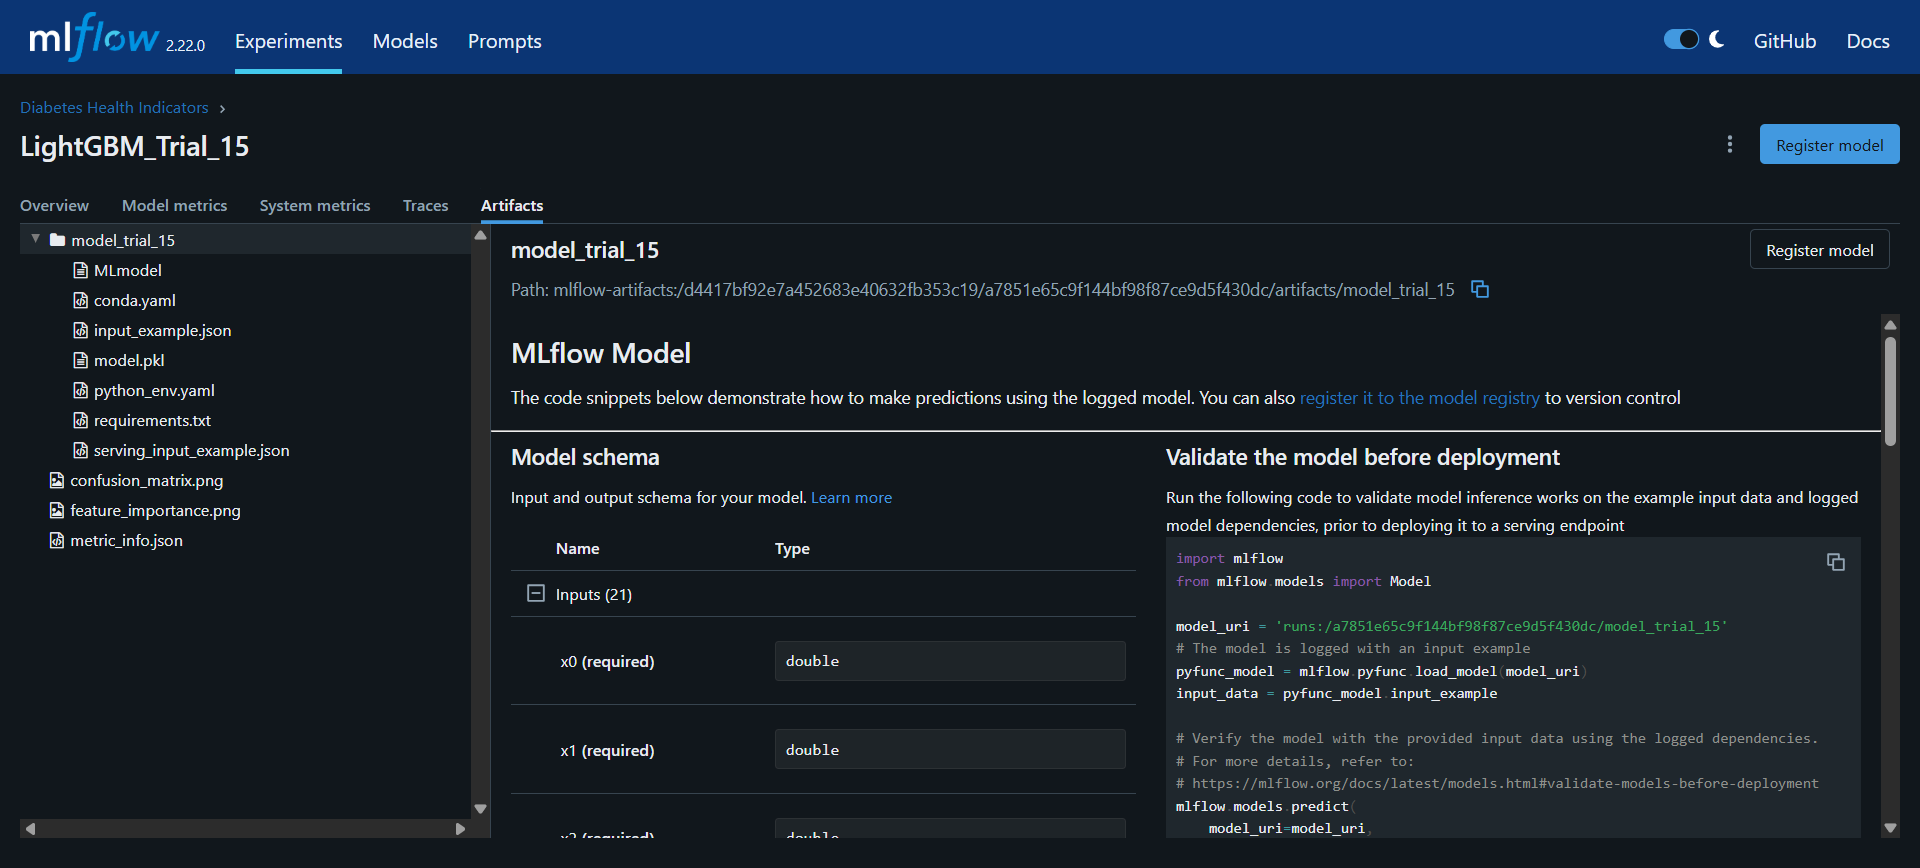 mlflow 2.22.0 Experiments Models Prompts GitHub Docs
Diabetes Health Indicators
LightGBM_Trial_15
Register model
Overview Model metrics System metrics Traces Artifacts
model_trial_15
MLmodel
conda.yaml
input_example.json
model.pkl
python_env.yaml
requirements.txt
serving_input_example.json
confusion_matrix.png
feature_importance.png
metric_info.json
model_trial_15
Register model
Path: mlflow-artifacts:/d4417bf92e7a452683e40632fb353c19/a7851e65c9f144bf98f87ce9d5f430dc/artifacts/model_trial_15
MLflow Model
The code snippets below demonstrate how to make predictions using the logged model. You can also register it to the model registry to version control
Model schema
Input and output schema for your model. Learn more
Name Type
Inputs (21)
x0 (required) double
x1 (required) double
x2 (required) double
Validate the model before deployment
Run the following code to validate model inference works on the example input data and logged
model dependencies, prior to deploying it to a serving endpoint
import mlflow
from mlflow.models import Model
model_uri = 'runs:/a7851e65c9f144bf98f87ce9d5f430dc/model_trial_15'
# The model is logged with an input example
pyfunc_model = mlflow.pyfunc.load_model(model_uri)
input_data = pyfunc_model.input_example
# Verify the model with the provided input data using the logged dependencies.
# For more details, refer to:
# https://mlflow.org/docs/latest/models.html#validate-models-before-deployment
mlflow.models.predict(
model_uri=model_uri,